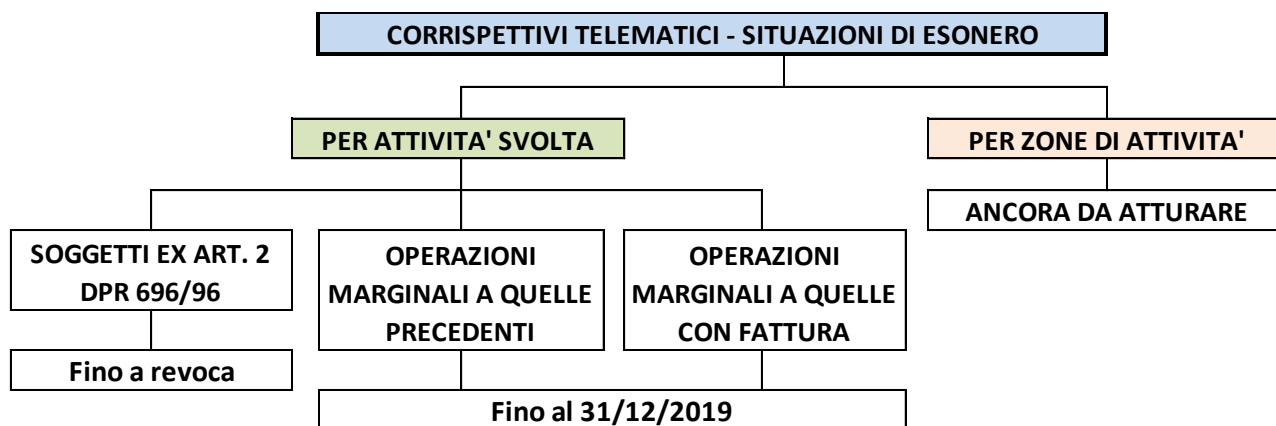 CORRISPETTIVI TELEMATICI - SITUAZIONI DI ESONERO
PER ATTIVITA' SVOLTA
PER ZONE DI ATTIVITA'
ANCORA DA ATTURARE
SOGGETTI EX ART. 2
DPR 696/96
OPERAZIONI
MARGINALI A QUELLE
PRECEDENTI
OPERAZIONI
MARGINALI A QUELLE
CON FATTURA
Fino a revoca
Fino al 31/12/2019